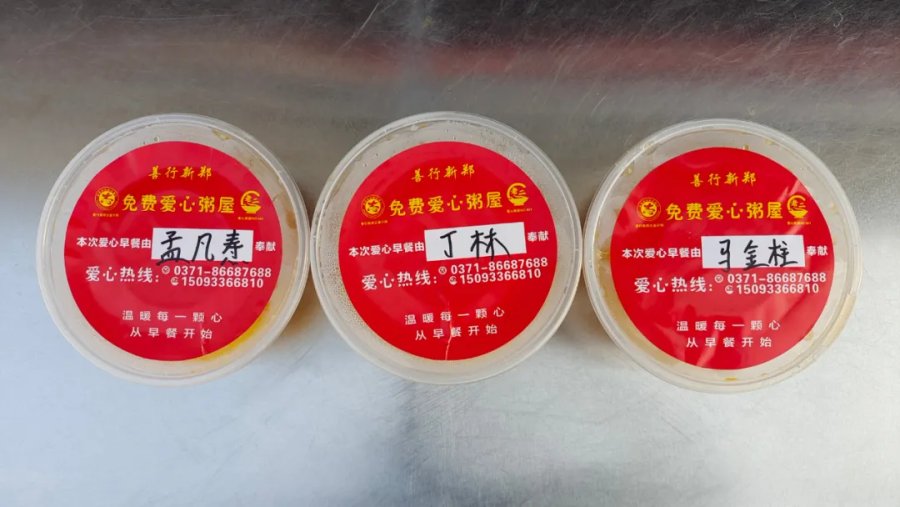 善行新郑
免费爱心粥屋
本次爱心早餐由孟凡寿奉献
爱心热线：0371-86687688
15093366810
温暖每一颗心
从早餐开始
善行新郑
免费爱心粥屋
本次爱心早餐由丁林奉献
爱心热线：0371-86687688
15093366810
温暖每一颗心
从早餐开始
善行新郑
免费爱心粥屋
本次爱心早餐由马金柱奉献
爱心热线：0371-86687688
15093366810
温暖每一颗心
从早餐开始